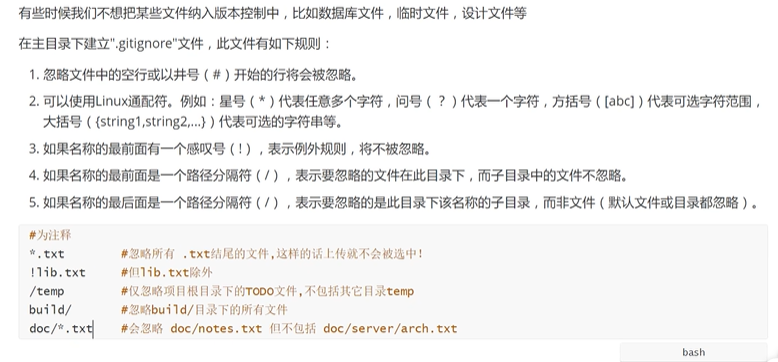 有些时候我们不想把某些文件纳入版本控制中，比如数据库文件，临时文件，设计文件等
在主目录下建立".gitignore"文件，此文件有如下规则：
1. 忽略文件中的空行或以井号（#）开始的行将会被忽略。
2. 可以使用Linux通配符。例如：星号（*）代表任意多个字符，问号（？）代表一个字符，方括号（[abc]）代表可选字符范围，
大括号（{string1,string2,...}）代表可选的字符串等。
3. 如果名称的最前面有一个感叹号（!），表示例外规则，将不被忽略。
4. 如果名称的最前面是一个路径分隔符（/），表示要忽略的文件在此目录下，而子目录中的文件不忽略。
5. 如果名称的最后面是一个路径分隔符（/），表示要忽略的是此目录下该名称的子目录，而非文件（默认文件或目录都忽略）。
#为注释
*.txt #忽略所有 .txt结尾的文件,这样的话上传就不会被选中!
!lib.txt #但lib.txt除外
/temp #仅忽略项目根目录下的TODO文件,不包括其它目录temp
build/ #忽略build/目录下的所有文件
doc/*.txt #会忽略 doc/notes.txt 但不包括 doc/server/arch.txt
bash